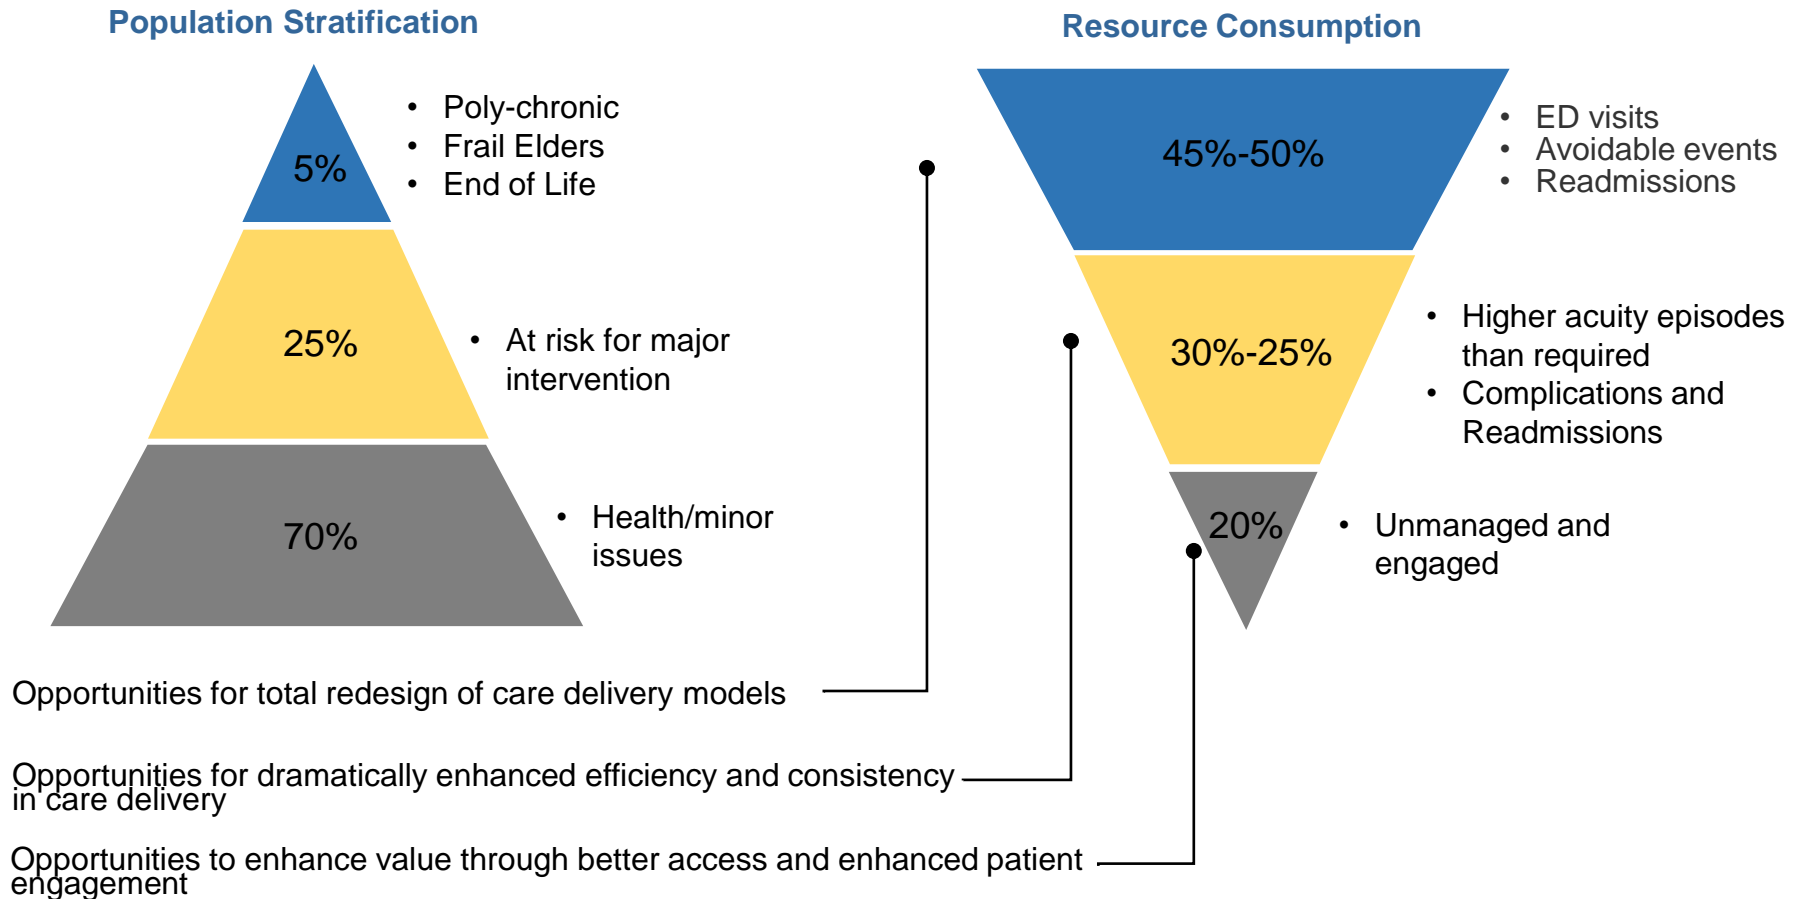 Population Stratification
5%
• Poly-chronic
• Frail Elders
• End of Life
25%
• At risk for major
intervention
70%
• Health/minor
issues
Resource Consumption
45%-50%
• ED visits
• Avoidable events
• Readmissions
30%-25%
• Higher acuity episodes
than required
• Complications and
Readmissions
20%
• Unmanaged and
engaged
Opportunities for total redesign of care delivery models
Opportunities for dramatically enhanced efficiency and consistency
in care delivery
Opportunities to enhance value through better access and enhanced patient
engagement